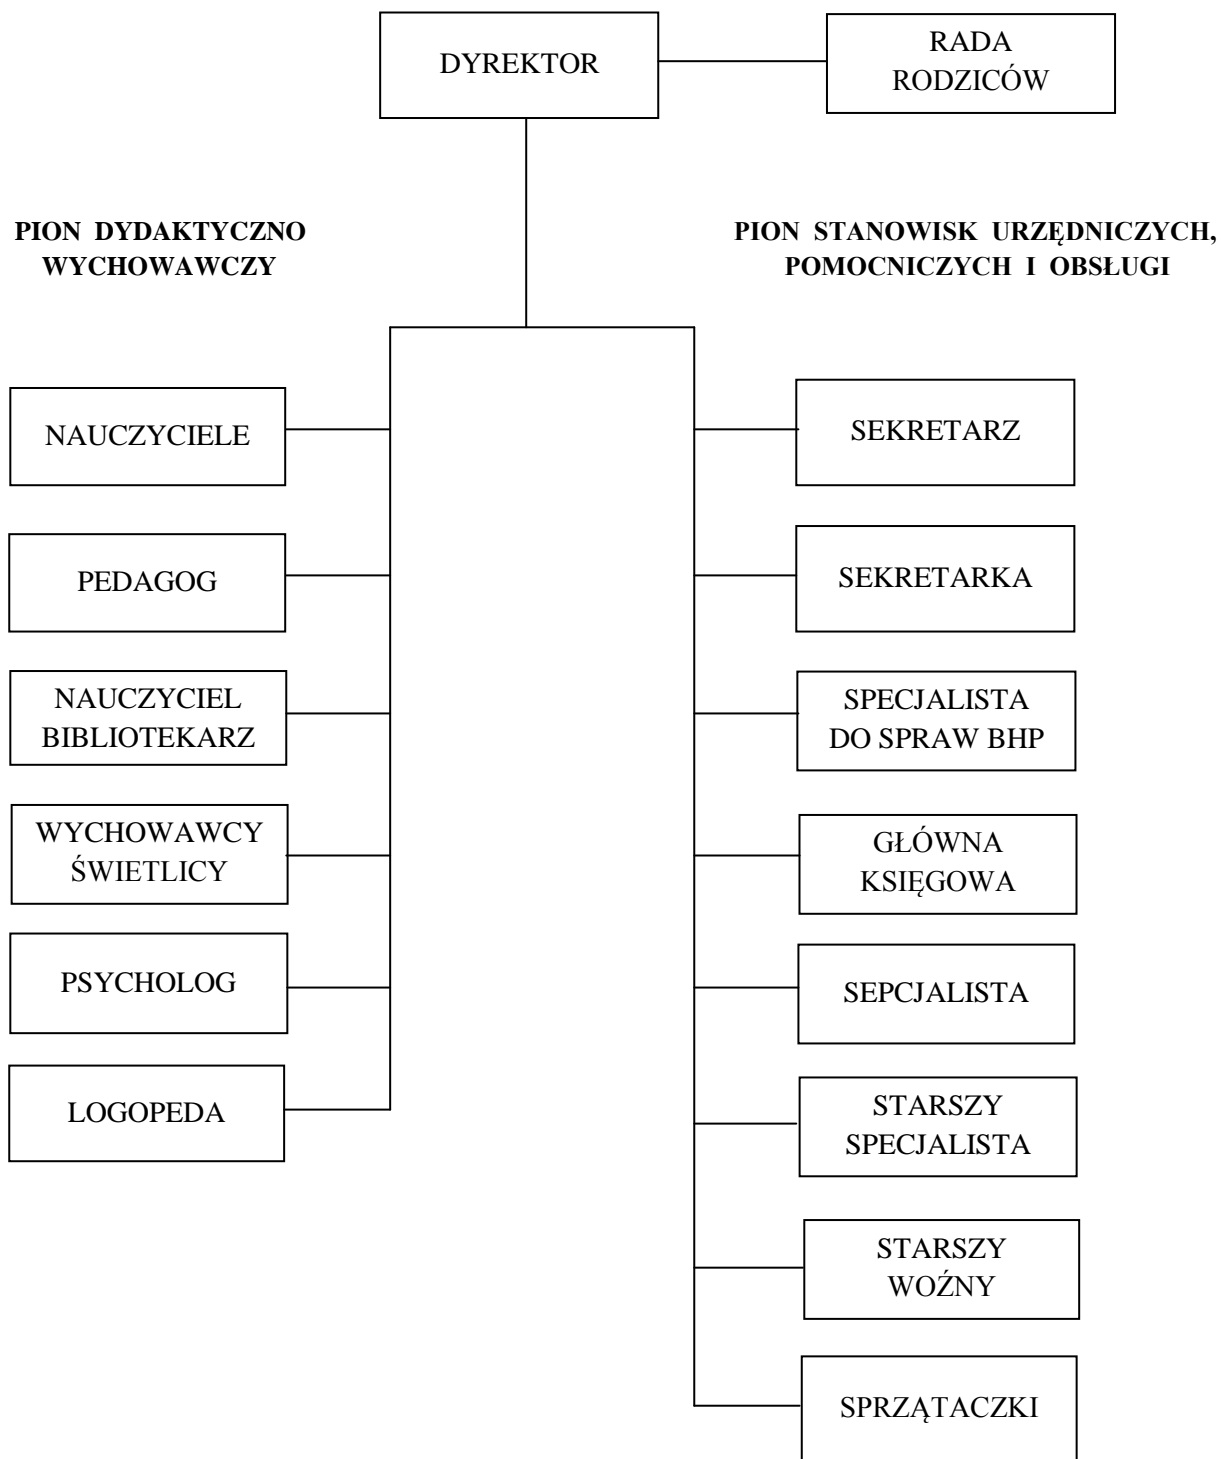 DYREKTOR
RADA
RODZICÓW
PION DYDAKTYCZNO
WYCHOWAWCZY
PION STANOWISK URZĘDNICZYCH,
POMOCNICZYCH I OBSŁUGI
NAUCZYCIELE
PEDAGOG
NAUCZYCIEL
BIBLIOTEKARZ
WYCHOWAWCY
ŚWIETLICY
PSYCHOLOG
LOGOPEDA
SEKRETARZ
SEKRETARKA
SPECJALISTA
DO SPRAW BHP
GŁÓWNA
KSIĘGOWA
SEPCJALISTA
STARSZY
SPECJALISTA
STARSZY
WOŹNY
SPRZĄTACZKI